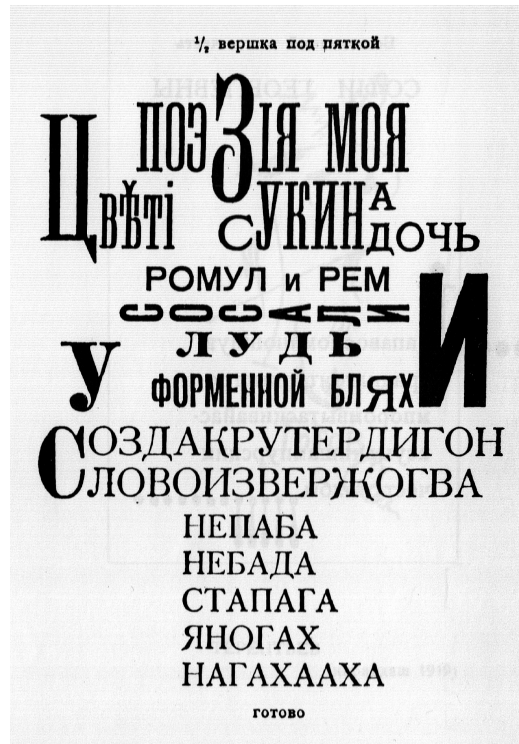 ¹/₂ вершка под пяткой
ПОЭЗІЯ МОЯ
ЦВѢТІ СУКИНА ДОЧЬ
РОМУЛ и РЕМ
СОСАЛИ
У ЛУДЬ
ФОРМЕННОЙ БЛЯХИ
СОЗДАКРУТЕРДИГОН
СЛОВОИЗВЕРЖОГВА
НЕПАБА
НЕБАДА
СТАПАГА
ЯНОГАХ
НАГАХААХА
ГОТОВО